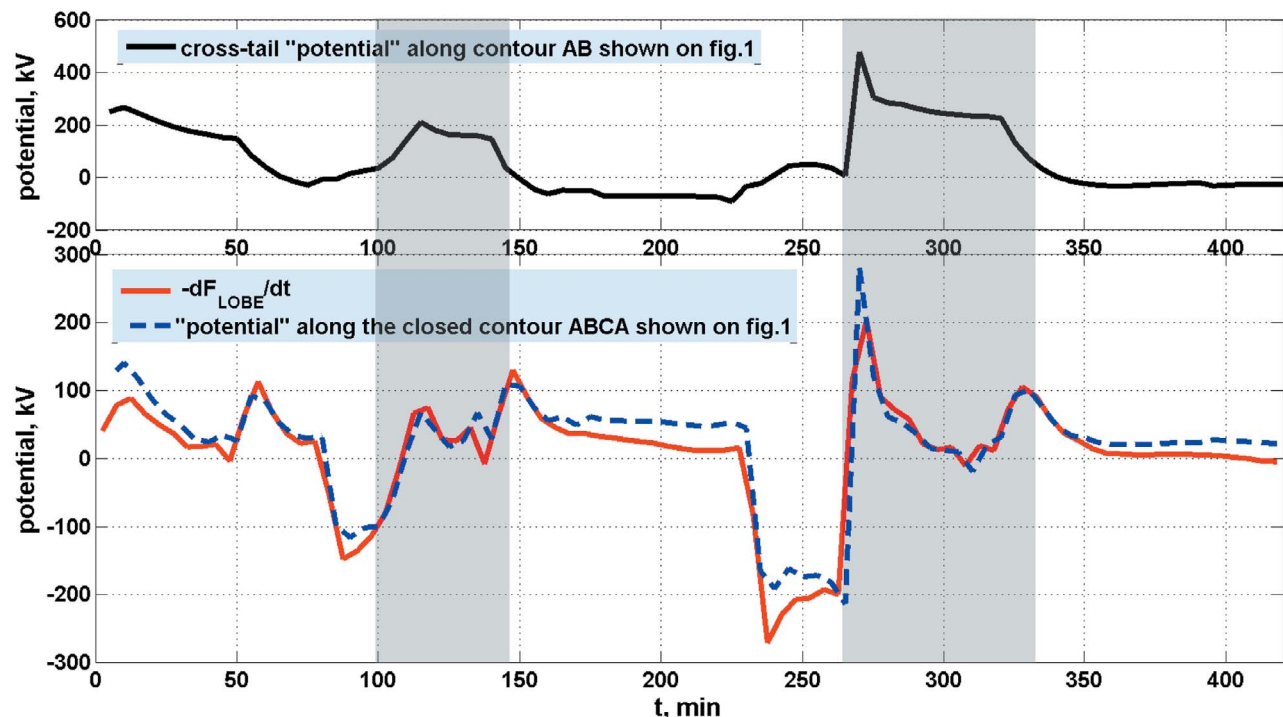 600
400
200
0
-200
potential, kV
cross-tail "potential" along contour AB shown on fig.1
0 50 100 150 200 250 300 350 400
300
200
100
0
-100
-200
-300
potential, kV
-dF_LOBE/dt
"potential" along the closed contour ABCA shown on fig.1
0 50 100 150 200 250 300 350 400
t, min